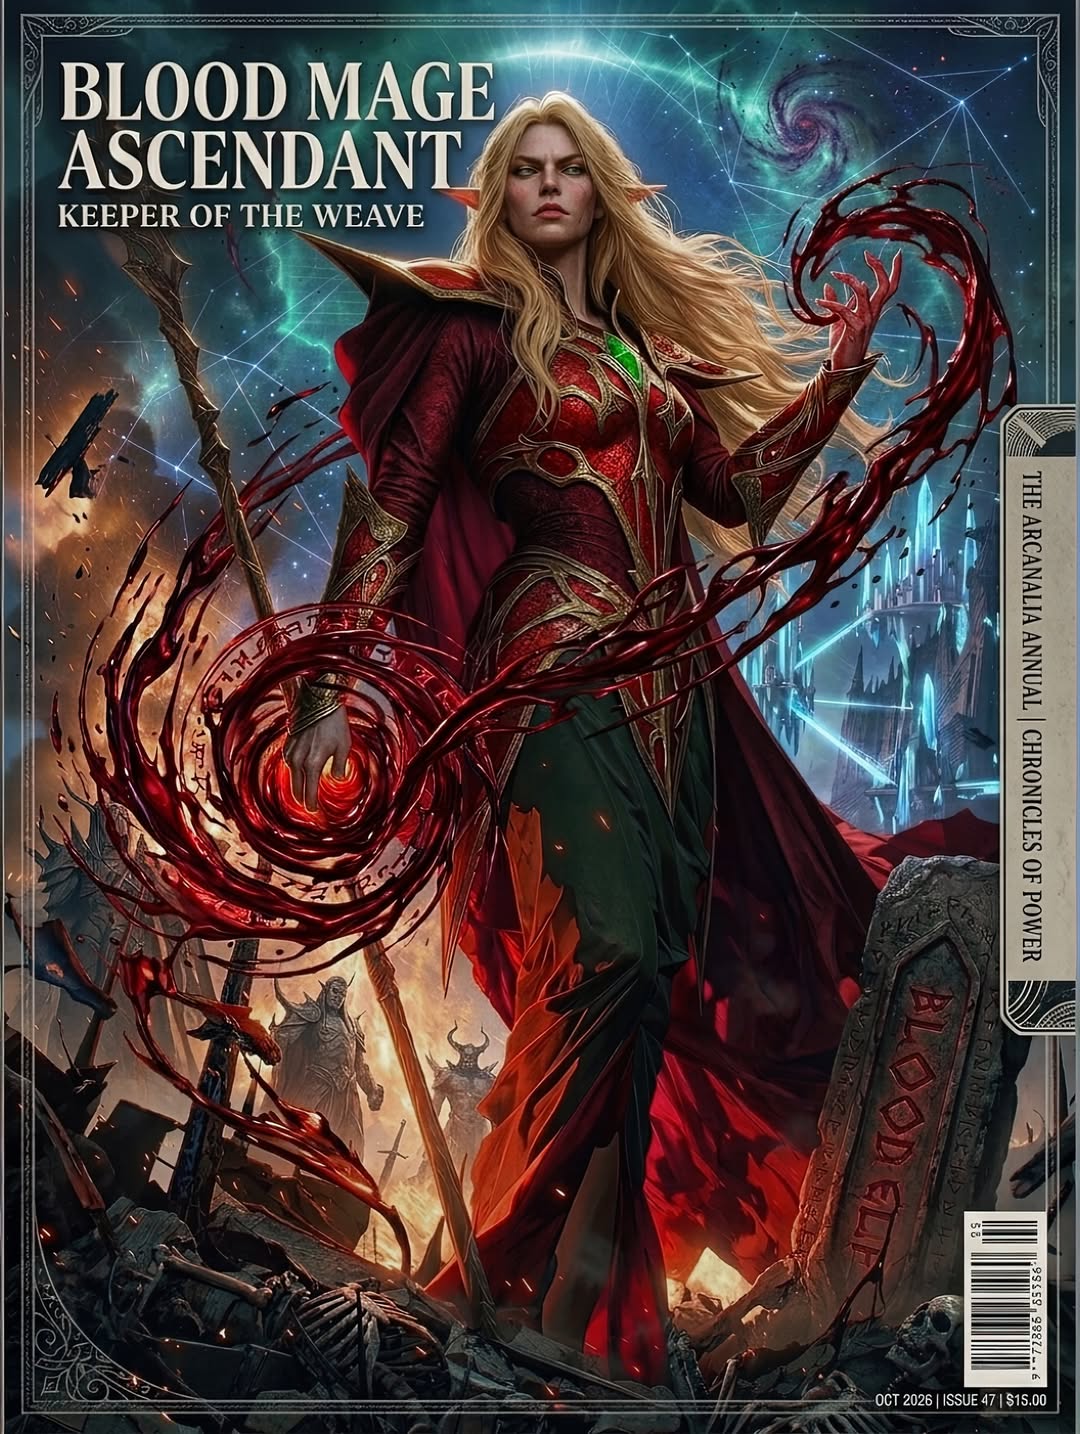 BLOOD MAGE
ASCENDANT
KEEPER OF THE WEAVE
THE ARCANALIA ANNUAL | CHRONICLES OF POWER
BLOOD ELF
OCT 2026 | ISSUE 47 | $15.00